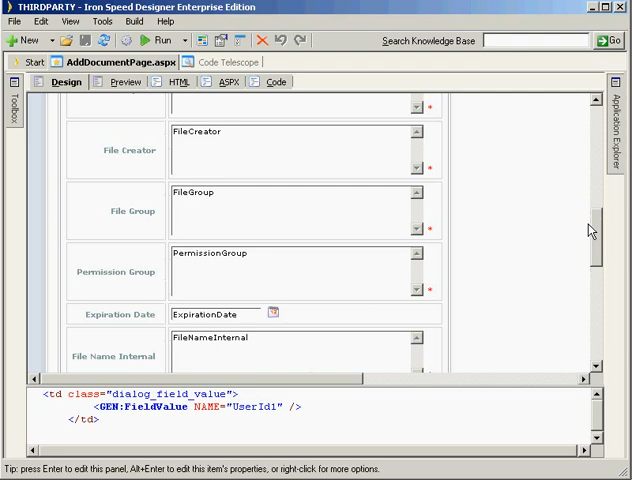 THIRDPARTY - Iron Speed Designer Enterprise Edition
File Edit View Tools Build Help
New Run Search Knowledge Base Go
Start AddDocumentPage.aspx Code Telescope
Design Preview HTML ASPX Code
Toolbox
Application Explorer
*
File Creator FileCreator *
File Group FileGroup *
Permission Group PermissionGroup *
Expiration Date ExpirationDate
File Name Internal FileNameInternal
<td class="dialog_field_value">
<GEN:FieldValue NAME="UserId1" />
</td>
Tip: press Enter to edit this panel, Alt+Enter to edit this item's properties, or right-click for more options.